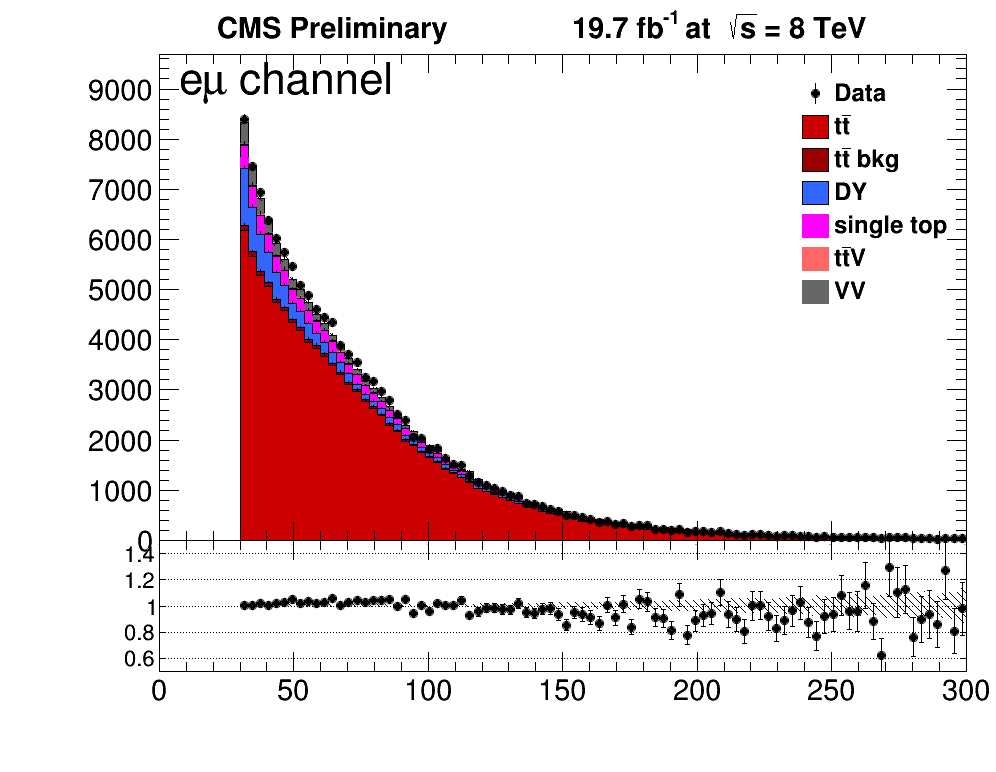 CMS Preliminary 19.7 fb⁻¹ at √s = 8 TeV
eμ channel
9000
8000
7000
6000
5000
4000
3000
2000
1000
0
Data
tt̄
tt̄ bkg
DY
single top
tt̄V
VV
1.4
1.2
1
0.8
0.6
0 50 100 150 200 250 300